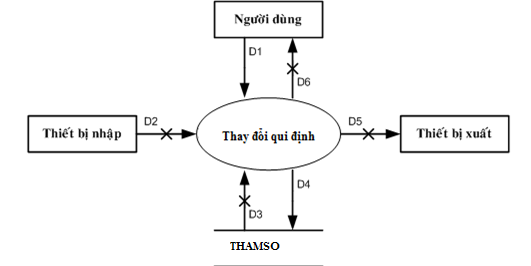 Người dùng
D1
D6
D2
D5
Thiết bị nhập
Thay đổi qui định
Thiết bị xuất
D4
D3
THAMSO